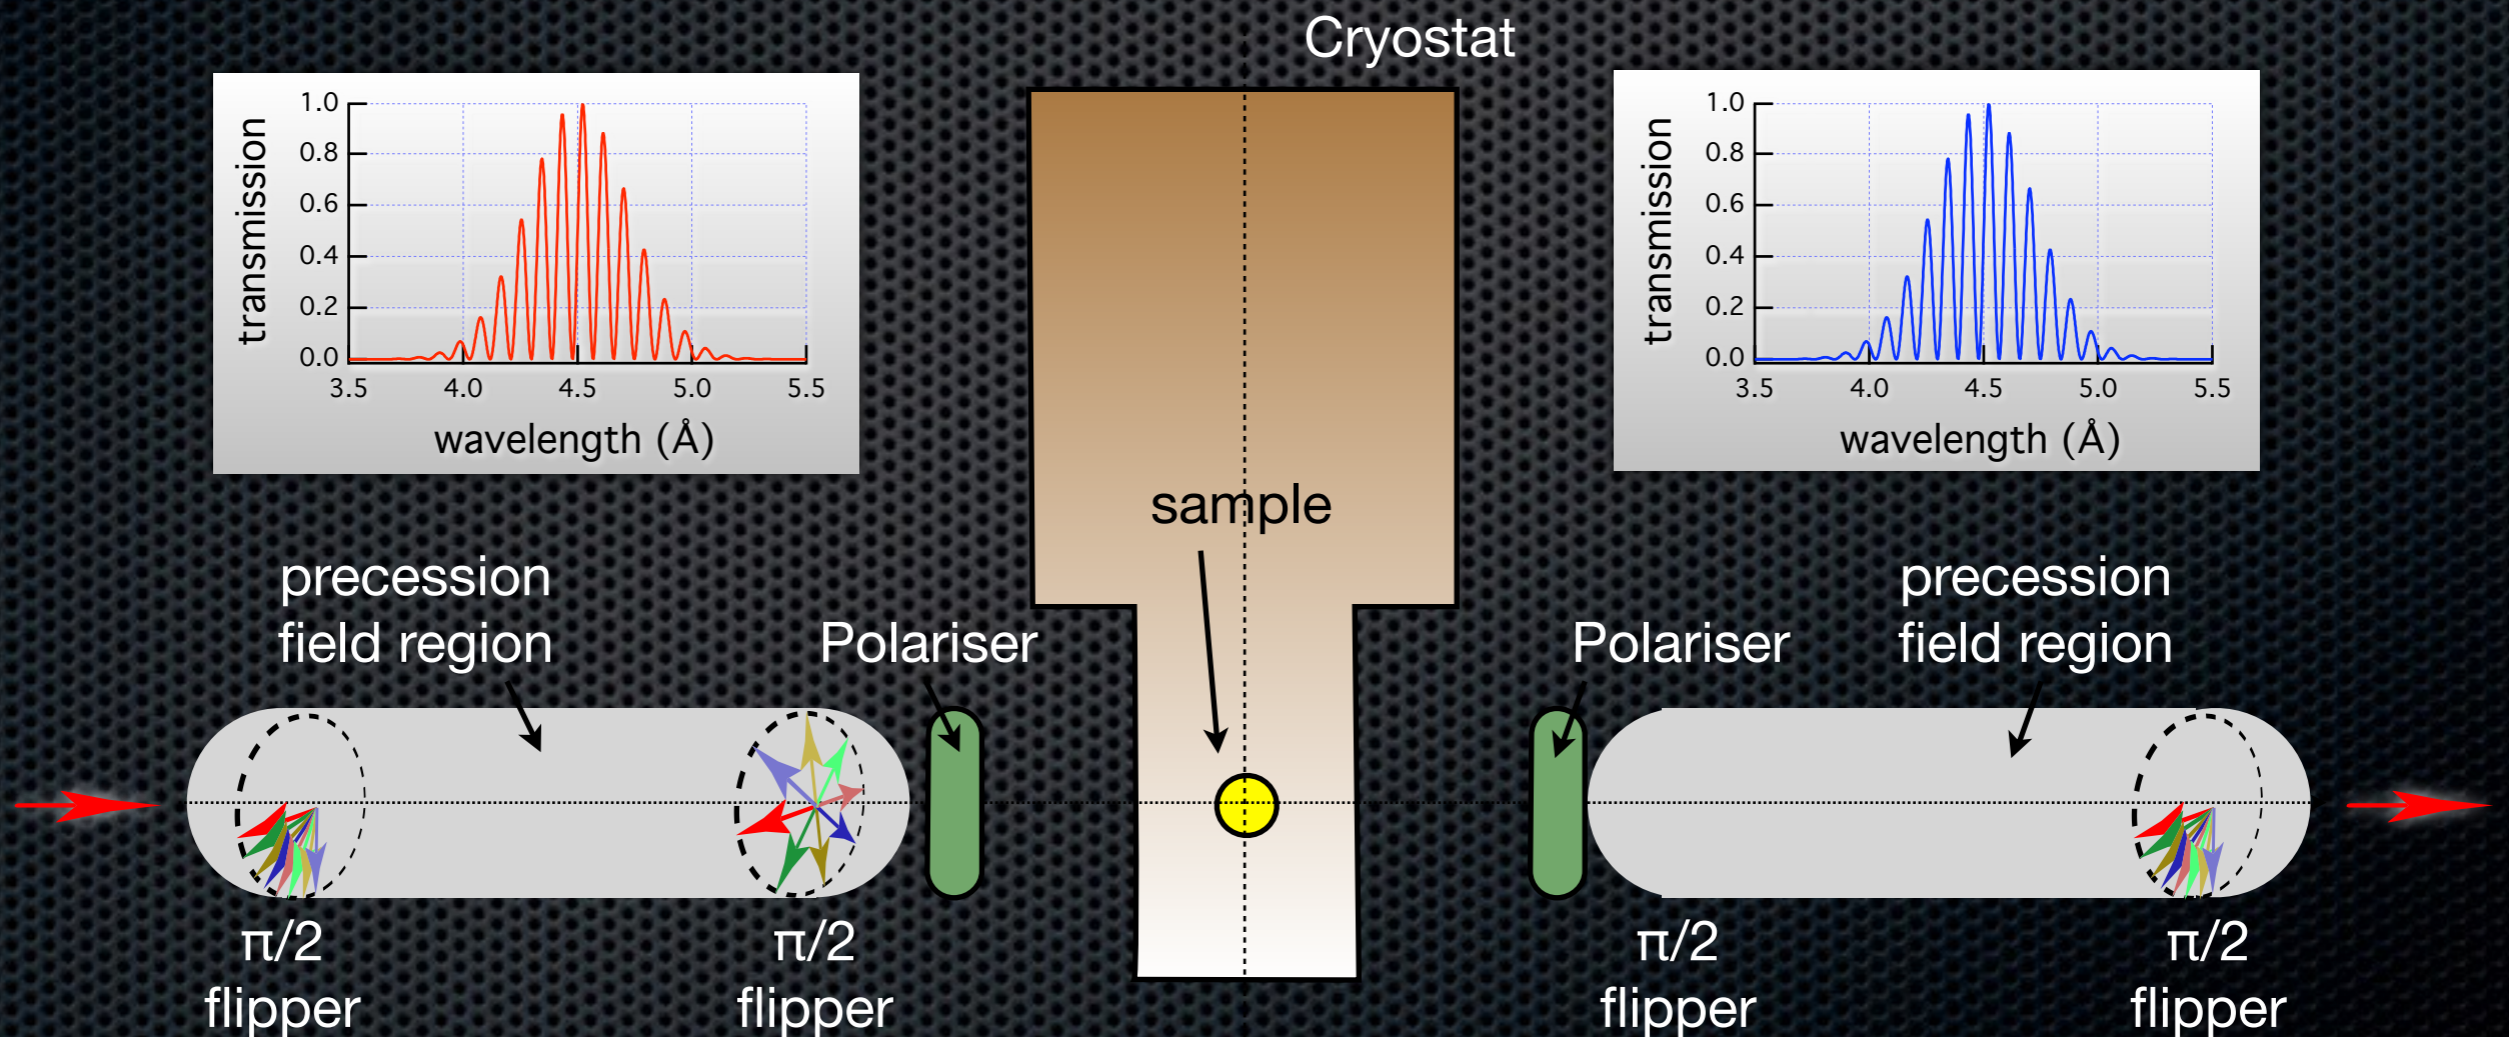 Cryostat
transmission
1.0
0.8
0.6
0.4
0.2
0.0
3.5 4.0 4.5 5.0 5.5
wavelength (Å)
transmission
1.0
0.8
0.6
0.4
0.2
0.0
3.5 4.0 4.5 5.0 5.5
wavelength (Å)
sample
precession
field region
Polariser
Polariser
precession
field region
π/2
flipper
π/2
flipper
π/2
flipper
π/2
flipper